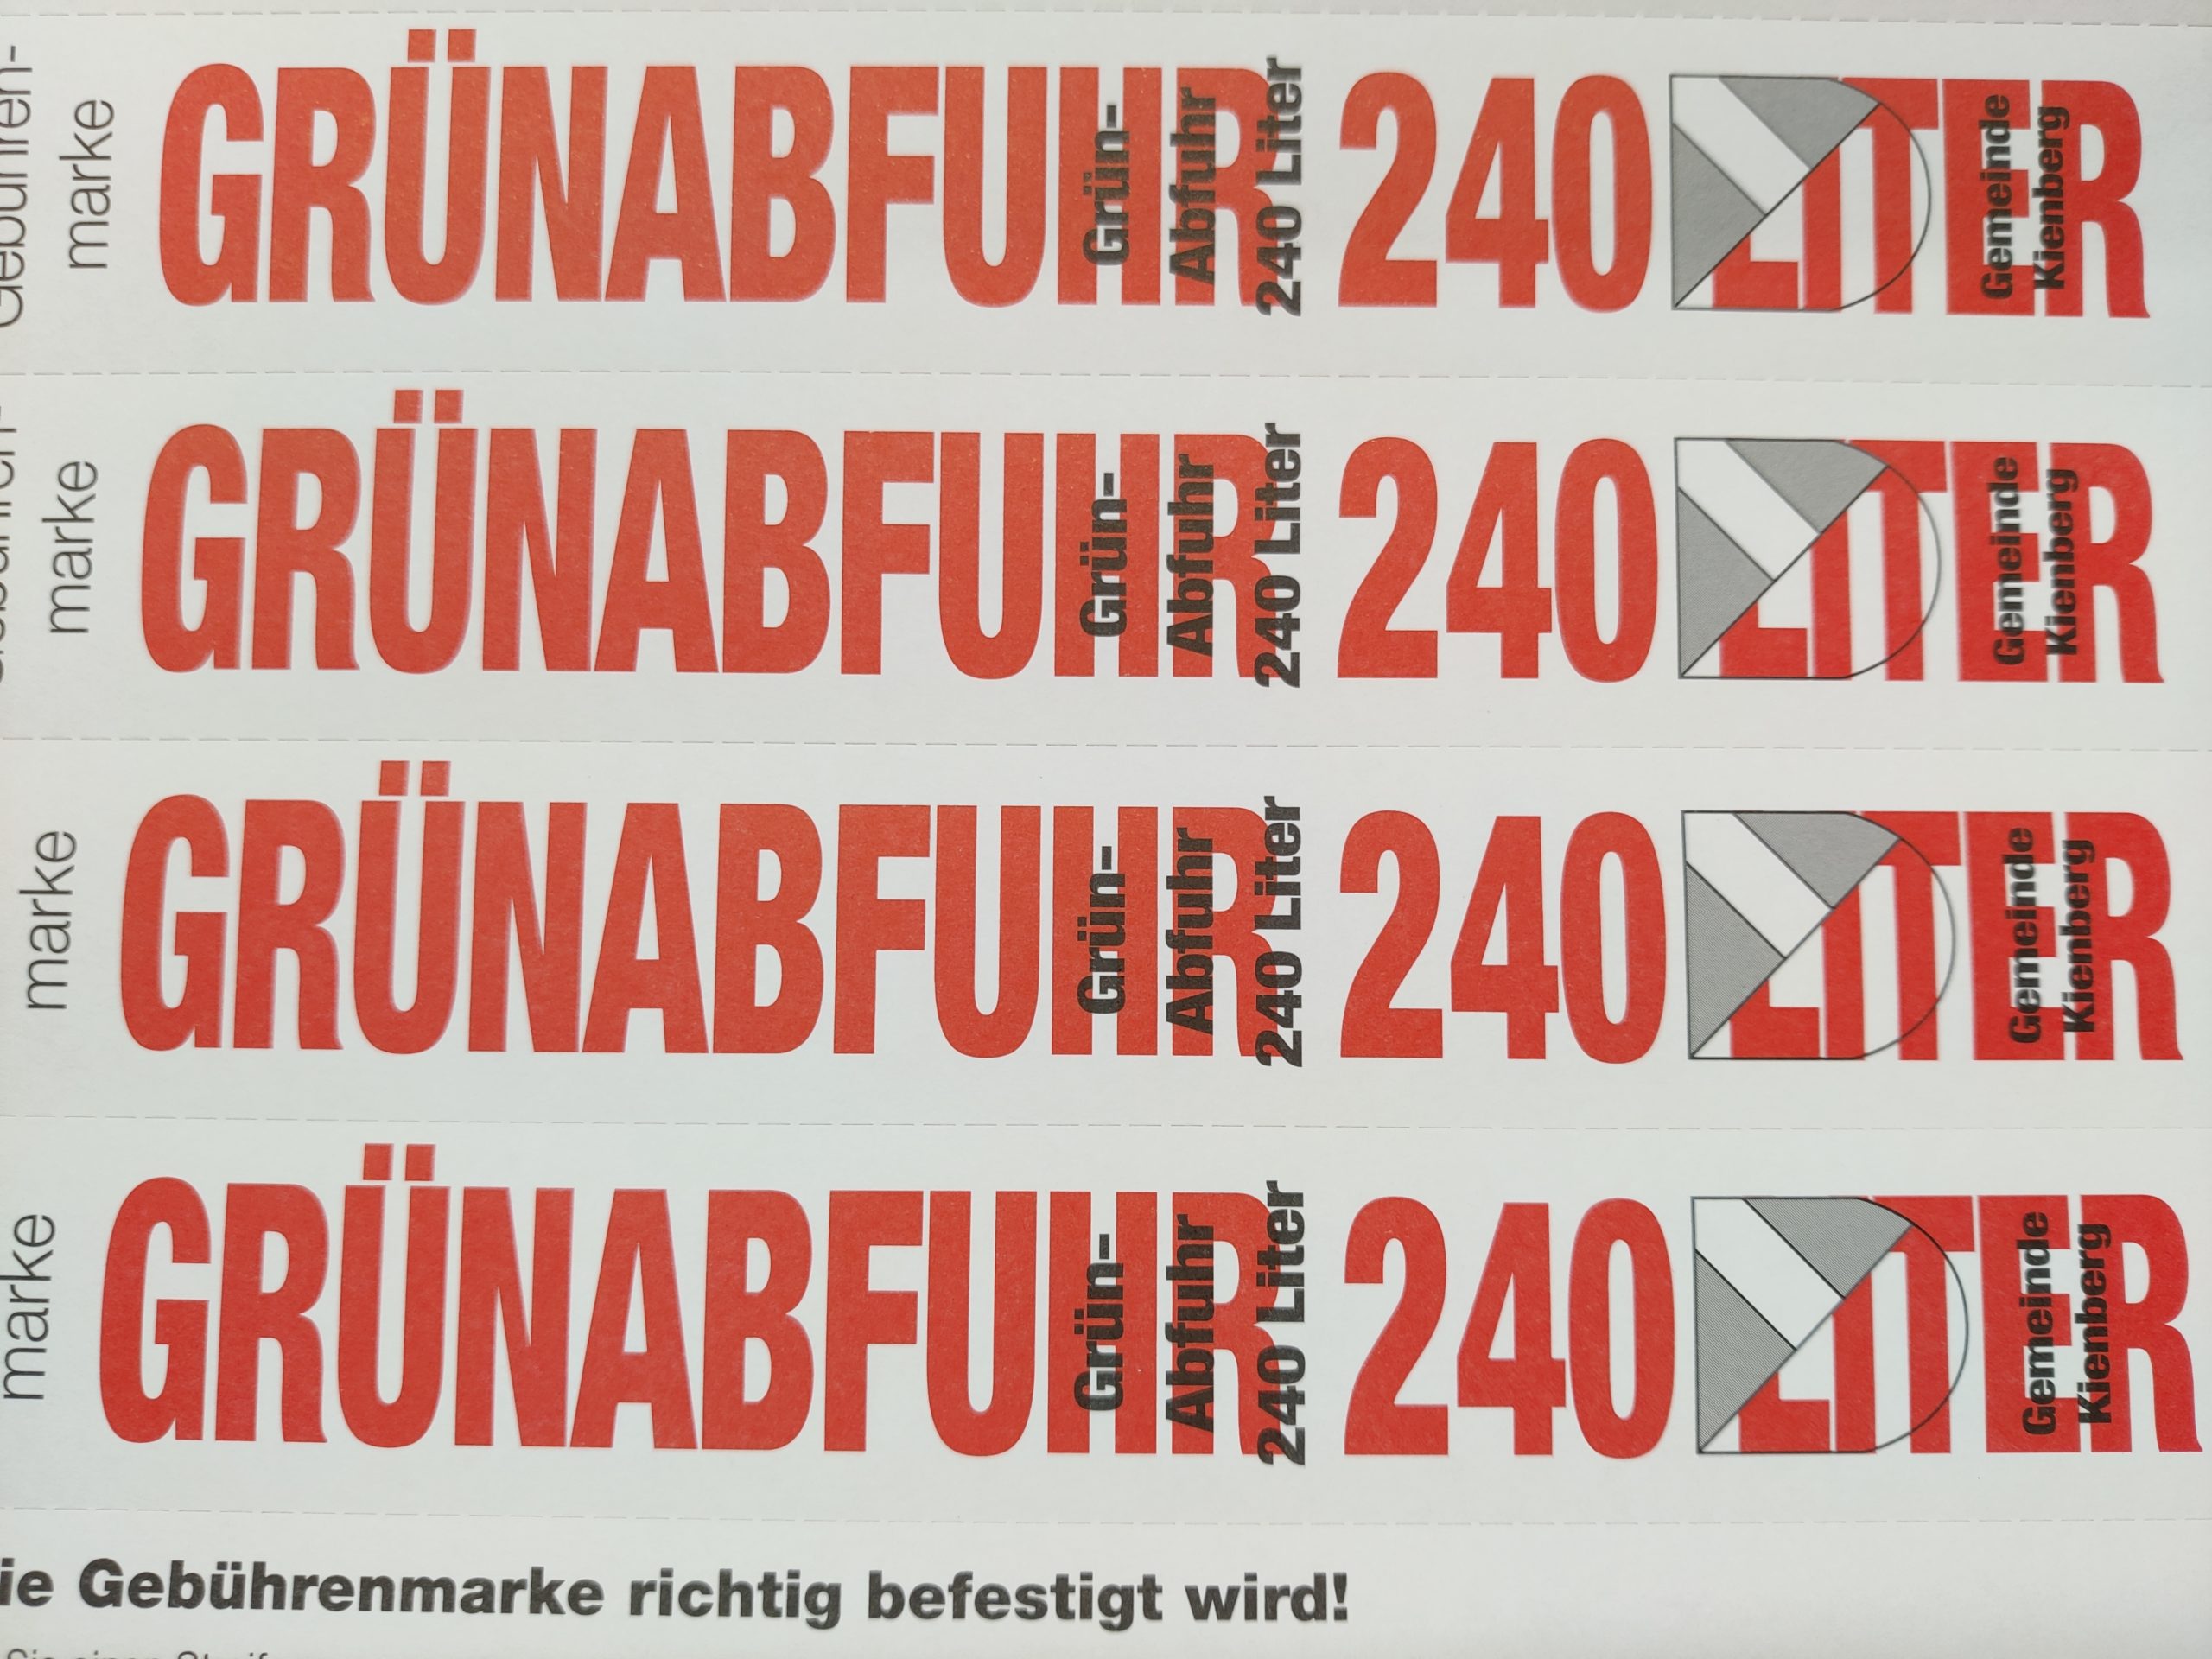 Gebühren-
marke
GRÜNABFUHR 240 LITER
Grün-
Abfuhr
240 Liter
Gemeinde
Kienberg
marke
GRÜNABFUHR 240 LITER
Grün-
Abfuhr
240 Liter
Gemeinde
Kienberg
marke
GRÜNABFUHR 240 LITER
Grün-
Abfuhr
240 Liter
Gemeinde
Kienberg
marke
GRÜNABFUHR 240 LITER
Grün-
Abfuhr
240 Liter
Gemeinde
Kienberg
ie Gebührenmarke richtig befestigt wird!